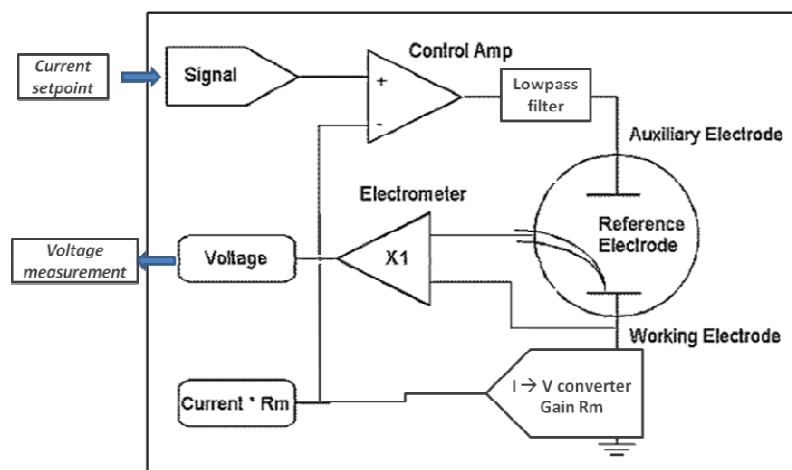 Current
setpoint
Signal
Control Amp
+
-
Lowpass
filter
Auxiliary Electrode
Electrometer
Reference
Electrode
Voltage
measurement
Voltage
X1
Working Electrode
I → V converter
Gain Rm
Current * Rm